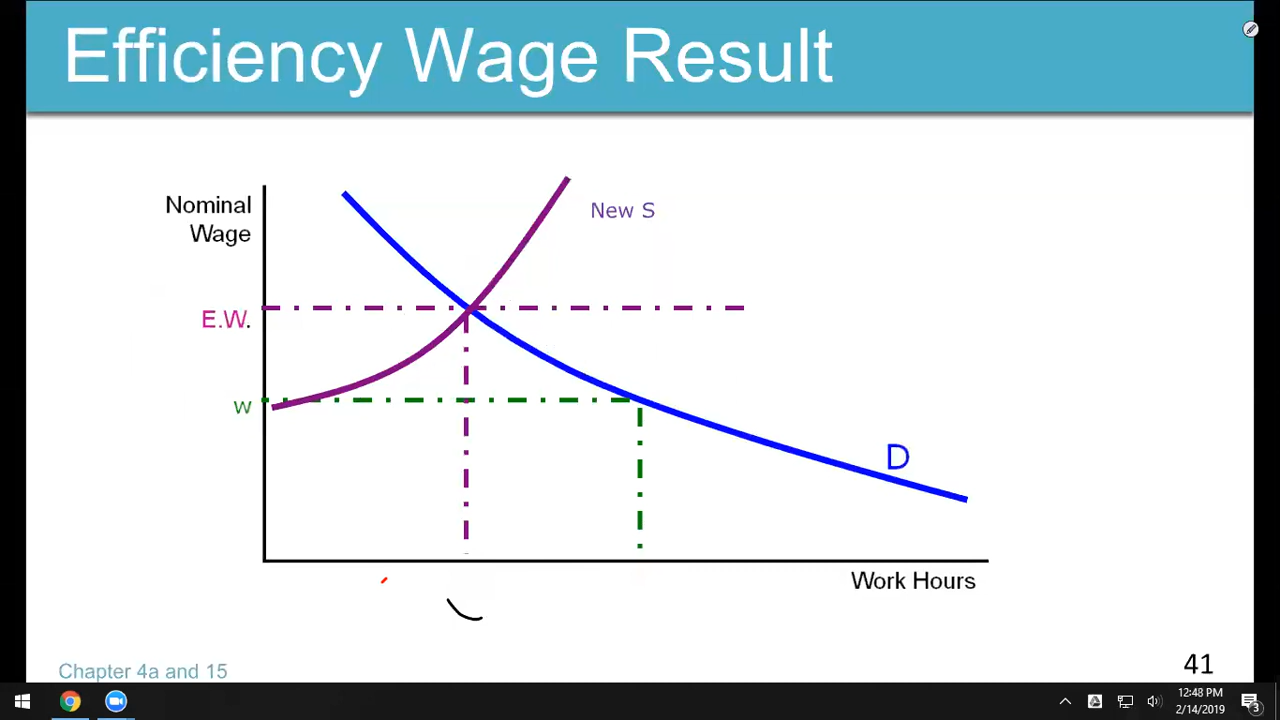 Efficiency Wage Result
Nominal
Wage
New S
E.W.
w
D
Work Hours
Chapter 4a and 15
41
12:48 PM
2/14/2019
3